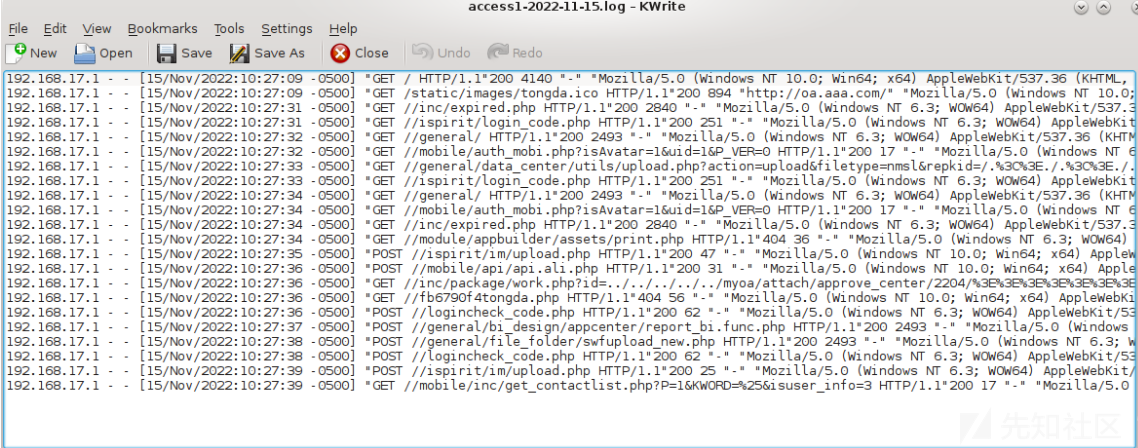 access1-2022-11-15.log – KWrite
File Edit View Bookmarks Tools Settings Help
New Open Save Save As Close Undo Redo
192.168.17.1 - - [15/Nov/2022:10:27:09 -0500] "GET / HTTP/1.1"200 4140 "-" "Mozilla/5.0 (Windows NT 10.0; Win64; x64) AppleWebKit/537.36 (KHTML,
192.168.17.1 - - [15/Nov/2022:10:27:09 -0500] "GET /static/images/tongda.ico HTTP/1.1"200 894 "http://oa.aaa.com/" "Mozilla/5.0 (Windows NT 10.0;
192.168.17.1 - - [15/Nov/2022:10:27:31 -0500] "GET //inc/expired.php HTTP/1.1"200 2840 "-" "Mozilla/5.0 (Windows NT 6.3; WOW64) AppleWebKit/537.3
192.168.17.1 - - [15/Nov/2022:10:27:31 -0500] "GET //ispirit/login_code.php HTTP/1.1"200 251 "-" "Mozilla/5.0 (Windows NT 6.3; WOW64) AppleWebKit
192.168.17.1 - - [15/Nov/2022:10:27:32 -0500] "GET //general/ HTTP/1.1"200 2493 "-" "Mozilla/5.0 (Windows NT 6.3; WOW64) AppleWebKit/537.36 (KHTM
192.168.17.1 - - [15/Nov/2022:10:27:32 -0500] "GET //mobile/auth_mobi.php?isAvatar=1&uid=1&P_VER=0 HTTP/1.1"200 17 "-" "Mozilla/5.0 (Windows NT 6
192.168.17.1 - - [15/Nov/2022:10:27:33 -0500] "GET //general/data_center/utils/upload.php?action=upload&filetype=nmsl&repkid=/.%3C%3E./.%3C%3E./.
192.168.17.1 - - [15/Nov/2022:10:27:33 -0500] "GET //ispirit/login_code.php HTTP/1.1"200 251 "-" "Mozilla/5.0 (Windows NT 6.3; WOW64) AppleWebKit
192.168.17.1 - - [15/Nov/2022:10:27:34 -0500] "GET //general/ HTTP/1.1"200 2493 "-" "Mozilla/5.0 (Windows NT 6.3; WOW64) AppleWebKit/537.36 (KHTM
192.168.17.1 - - [15/Nov/2022:10:27:34 -0500] "GET //mobile/auth_mobi.php?isAvatar=1&uid=1&P_VER=0 HTTP/1.1"200 17 "-" "Mozilla/5.0 (Windows NT 6
192.168.17.1 - - [15/Nov/2022:10:27:34 -0500] "GET //inc/expired.php HTTP/1.1"200 2840 "-" "Mozilla/5.0 (Windows NT 6.3; WOW64) AppleWebKit/537.3
192.168.17.1 - - [15/Nov/2022:10:27:34 -0500] "GET //module/appbuilder/assets/print.php HTTP/1.1"404 36 "-" "Mozilla/5.0 (Windows NT 6.3; WOW64)
192.168.17.1 - - [15/Nov/2022:10:27:35 -0500] "POST //ispirit/im/upload.php HTTP/1.1"200 47 "-" "Mozilla/5.0 (Windows NT 10.0; Win64; x64) AppleW
192.168.17.1 - - [15/Nov/2022:10:27:36 -0500] "POST //mobile/api/api.ali.php HTTP/1.1"200 31 "-" "Mozilla/5.0 (Windows NT 10.0; Win64; x64) Apple
192.168.17.1 - - [15/Nov/2022:10:27:36 -0500] "GET //inc/package/work.php?id=../../../../../myoa/attach/approve_center/2204/%3E%3E%3E%3E%3E%3E%3E
192.168.17.1 - - [15/Nov/2022:10:27:36 -0500] "GET //fb6790f4tongda.php HTTP/1.1"404 56 "-" "Mozilla/5.0 (Windows NT 10.0; Win64; x64) AppleWebKi
192.168.17.1 - - [15/Nov/2022:10:27:36 -0500] "POST //logincheck_code.php HTTP/1.1"200 62 "-" "Mozilla/5.0 (Windows NT 6.3; WOW64) AppleWebKit/53
192.168.17.1 - - [15/Nov/2022:10:27:37 -0500] "POST //general/bi_design/appcenter/report_bi.func.php HTTP/1.1"200 2493 "-" "Mozilla/5.0 (Windows
192.168.17.1 - - [15/Nov/2022:10:27:38 -0500] "POST //general/file_folder/swfupload_new.php HTTP/1.1"200 2493 "-" "Mozilla/5.0 (Windows NT 6.3; W
192.168.17.1 - - [15/Nov/2022:10:27:38 -0500] "POST //logincheck_code.php HTTP/1.1"200 62 "-" "Mozilla/5.0 (Windows NT 6.3; WOW64) AppleWebKit/53
192.168.17.1 - - [15/Nov/2022:10:27:39 -0500] "POST //ispirit/im/upload.php HTTP/1.1"200 25 "-" "Mozilla/5.0 (Windows NT 6.3; WOW64) AppleWebKit/
192.168.17.1 - - [15/Nov/2022:10:27:39 -0500] "GET //mobile/inc/get_contactlist.php?P=1&KWORD=%25&isuser_info=3 HTTP/1.1"200 17 "-" "Mozilla/5.0
先知社区